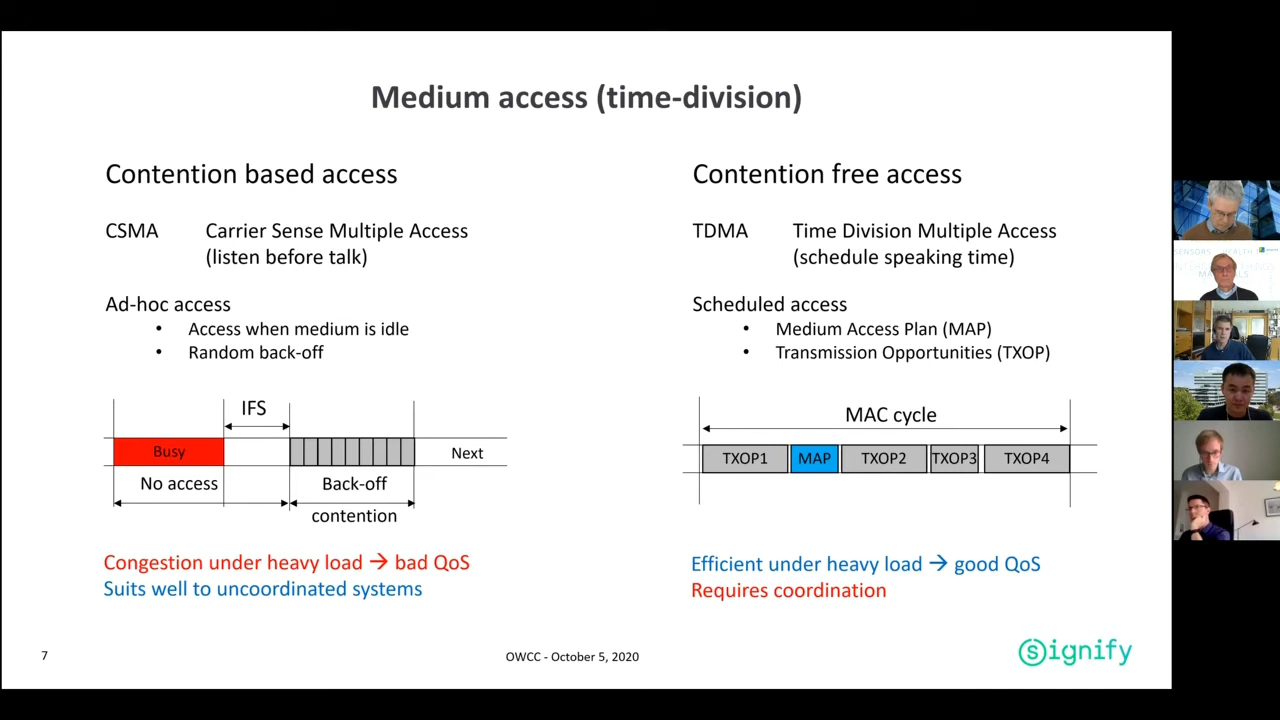 Medium access (time-division)
Contention based access
CSMA Carrier Sense Multiple Access
(listen before talk)
Ad-hoc access
• Access when medium is idle
• Random back-off
IFS
Busy
Next
No access
Back-off
contention
Congestion under heavy load → bad QoS
Suits well to uncoordinated systems
Contention free access
TDMA Time Division Multiple Access
(schedule speaking time)
Scheduled access
• Medium Access Plan (MAP)
• Transmission Opportunities (TXOP)
MAC cycle
TXOP1 MAP TXOP2 TXOP3 TXOP4
Efficient under heavy load → good QoS
Requires coordination
7
OWCC - October 5, 2020
Signify
SENSORS
HEALTH